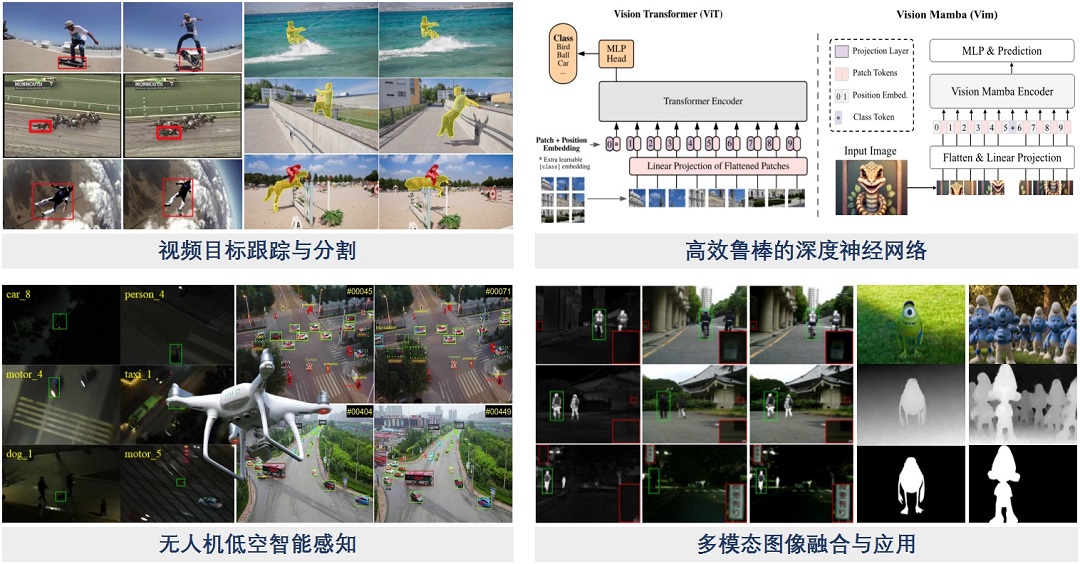 MONMOUTH
视频目标跟踪与分割
Vision Transformer (ViT)
Class
Bird
Ball
Car
...
MLP
Head
Transformer Encoder
Patch + Position
Embedding
* Extra learnable
[class] embedding
0 * 1 2 3 4 5 6 7 8 9
Linear Projection of Flattened Patches
Vision Mamba (Vim)
Projection Layer
Patch Tokens
0 1 Position Embed.
* Class Token
Input Image
MLP & Prediction
Vision Mamba Encoder
0 1 2 3 4 5 * 6 7 8 9
Flatten & Linear Projection
高效鲁棒的深度神经网络
car_8
person_4
motor_4
taxi_1
dog_1
motor_5
#00045
#00071
#00404
#00449
无人机低空智能感知
多模态图像融合与应用